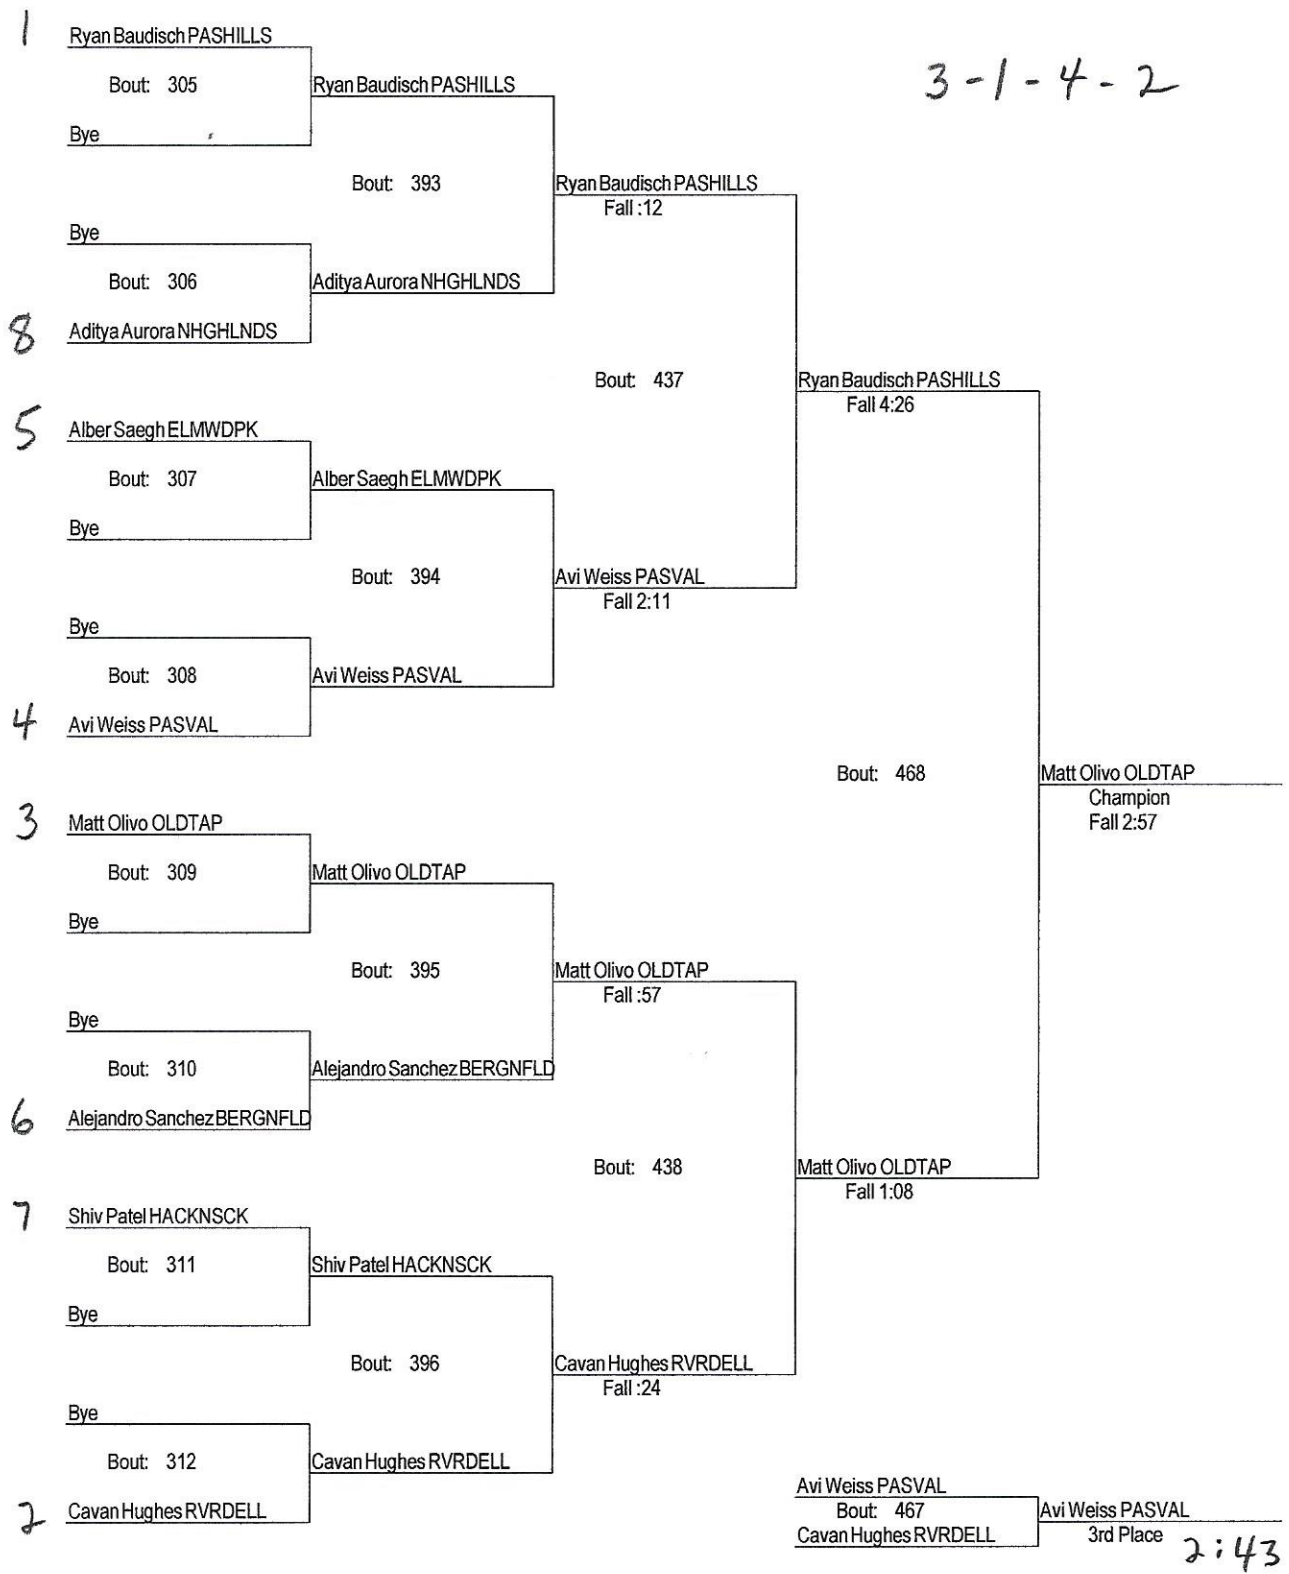 1
Ryan Baudisch PASHILLS
3-1-4-2
Bout: 305
Ryan Baudisch PASHILLS
Bye
Bout: 393
Ryan Baudisch PASHILLS
Fall :12
Bye
Bout: 306
Aditya Aurora NHGHLNDS
8
Aditya Aurora NHGHLNDS
Bout: 437
Ryan Baudisch PASHILLS
Fall 4:26
5
Alber Saegh ELMWDPK
Bout: 307
Alber Saegh ELMWDPK
Bye
Bout: 394
Avi Weiss PASVAL
Fall 2:11
Bye
Bout: 308
Avi Weiss PASVAL
4
Avi Weiss PASVAL
Bout: 468
Matt Olivo OLDTAP
Champion
Fall 2:57
3
Matt Olivo OLDTAP
Bout: 309
Matt Olivo OLDTAP
Bye
Bout: 395
Matt Olivo OLDTAP
Fall :57
Bye
Bout: 310
Alejandro Sanchez BERGNFLD
6
Alejandro Sanchez BERGNFLD
Bout: 438
Matt Olivo OLDTAP
Fall 1:08
7
Shiv Patel HACKNSCK
Bout: 311
Shiv Patel HACKNSCK
Bye
Bout: 396
Cavan Hughes RVRDELL
Fall :24
Bye
Bout: 312
Cavan Hughes RVRDELL
2
Cavan Hughes RVRDELL
Avi Weiss PASVAL
Bout: 467
Avi Weiss PASVAL
Cavan Hughes RVRDELL
3rd Place
2:43